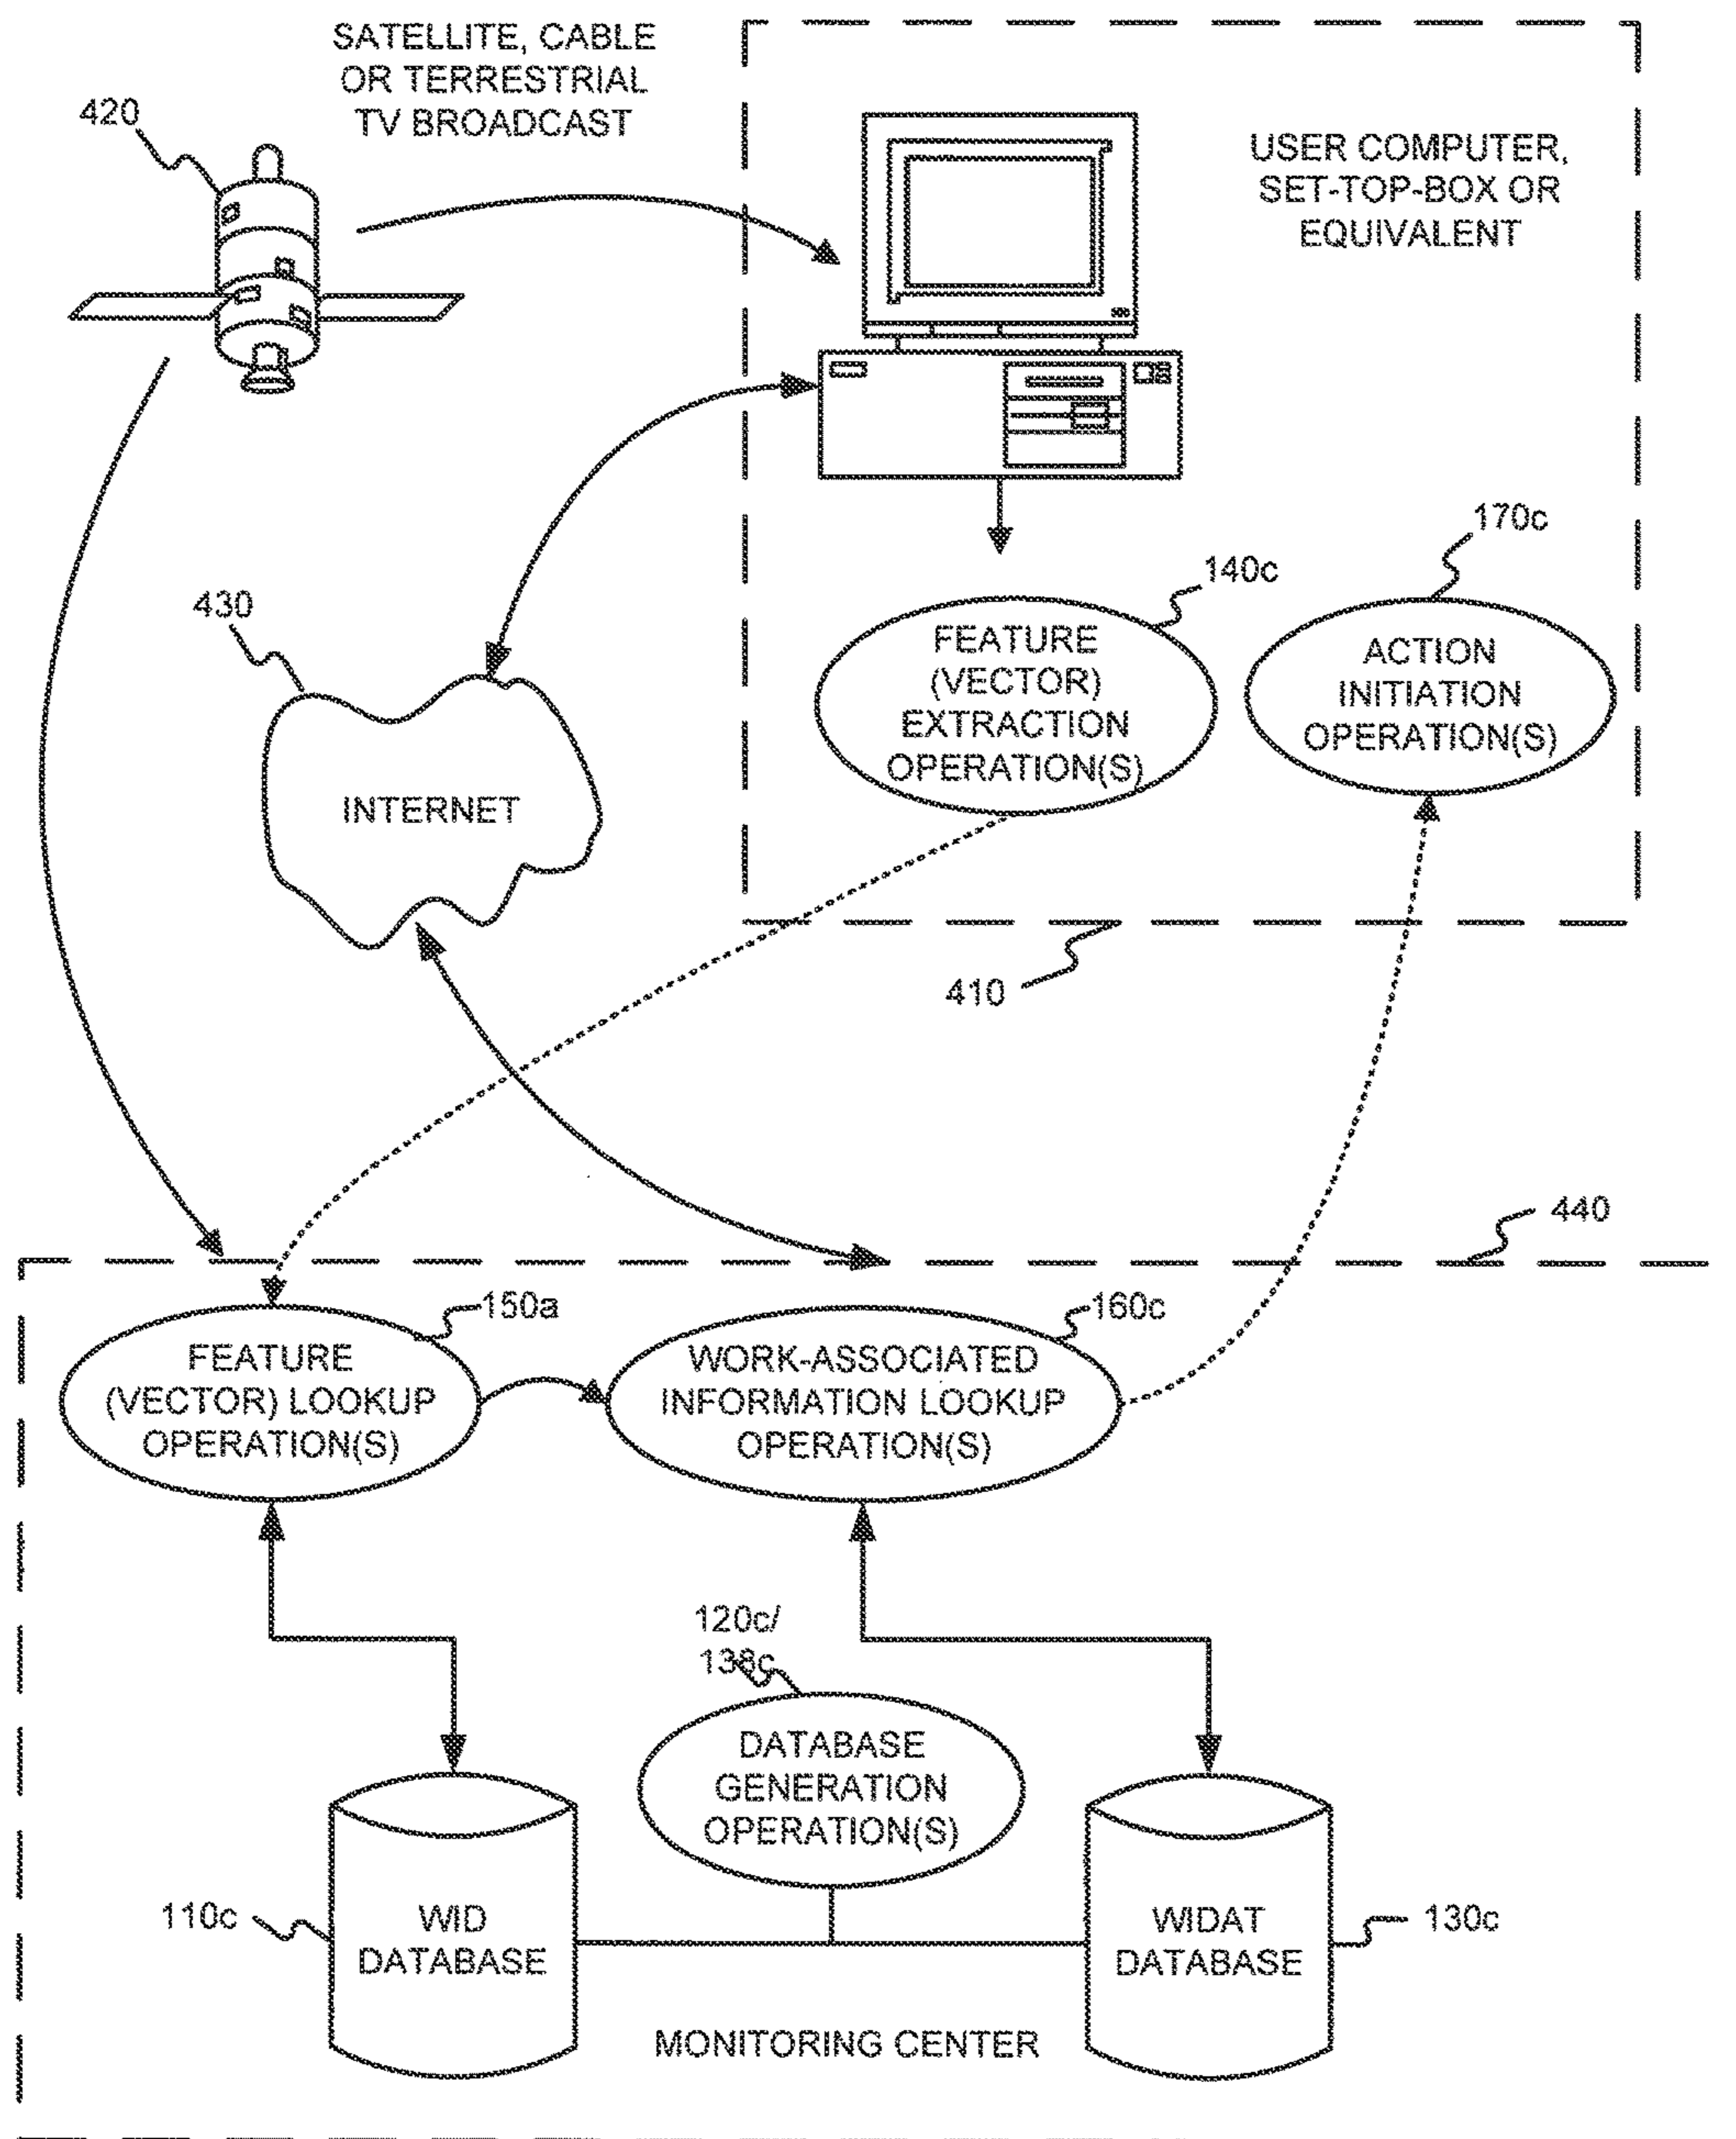 SATELLITE, CABLE
OR TERRESTRIAL
TV BROADCAST
420
USER COMPUTER,
SET-TOP-BOX OR
EQUIVALENT
170c
140c
430
FEATURE
(VECTOR)
EXTRACTION
OPERATION(S)
ACTION
INITIATION
OPERATION(S)
INTERNET
410
440
150a
160c
FEATURE
(VECTOR) LOOKUP
OPERATION(S)
WORK-ASSOCIATED
INFORMATION LOOKUP
OPERATION(S)
120c/
138c
DATABASE
GENERATION
OPERATION(S)
110c
WID
DATABASE
WIDAT
DATABASE
130c
MONITORING CENTER